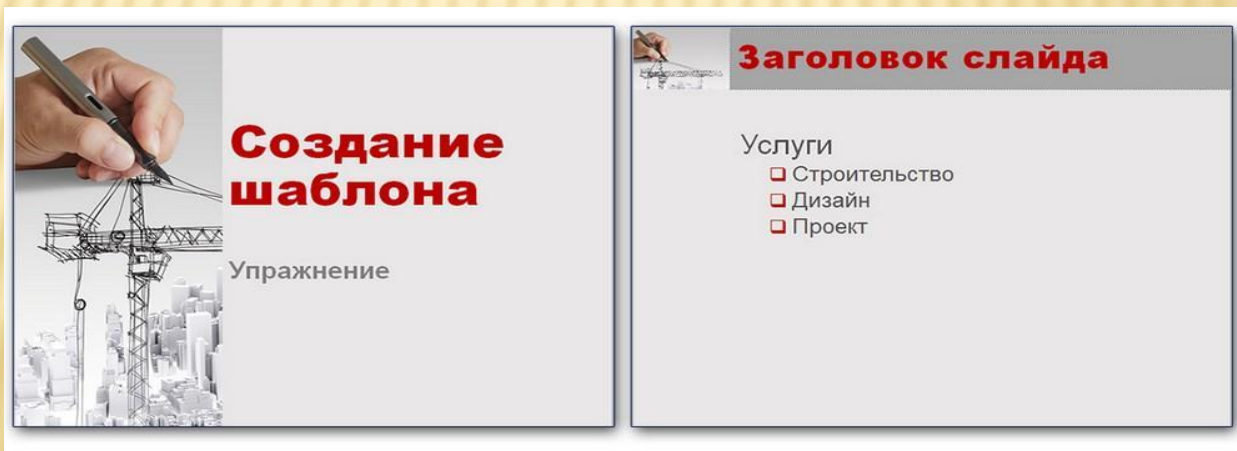 Создание
шаблона
Упражнение
Заголовок слайда
Услуги
Строительство
Дизайн
Проект